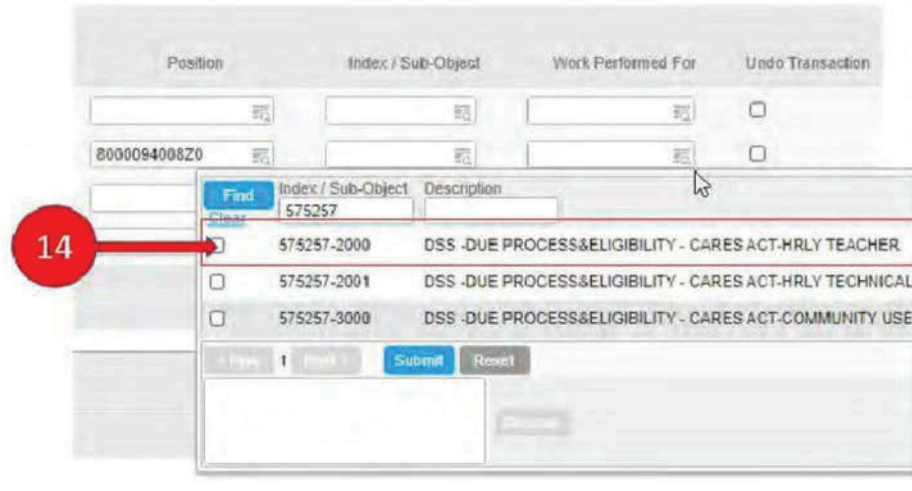 Position Index / Sub-Object Work Performed For Undo Transaction
8000094008Z0
Find Index / Sub-Object Description
Clear 575257
14
575257-2000 DSS -DUE PROCESS&ELIGIBILITY - CARES ACT-HRLY TEACHER
575257-2001 DSS -DUE PROCESS&ELIGIBILITY - CARES ACT-HRLY TECHNICAL
575257-3000 DSS -DUE PROCESS&ELIGIBILITY - CARES ACT-COMMUNITY USE
1 Submit Reset